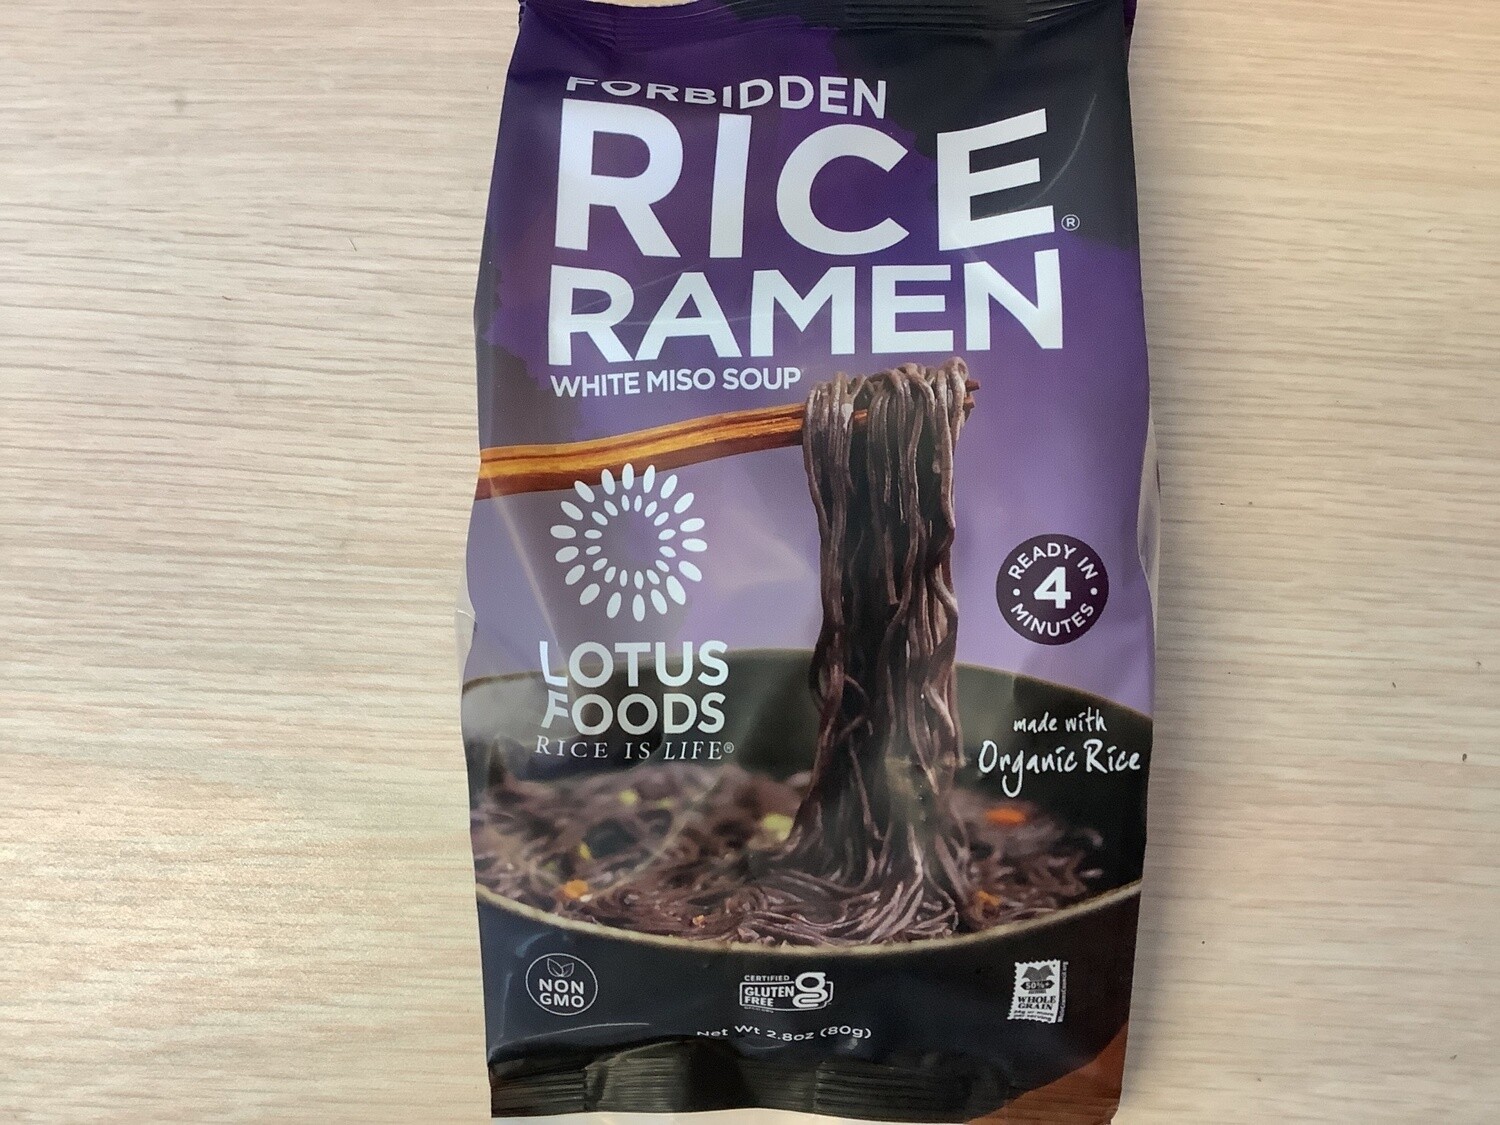 FORBIDDEN
RICE®
RAMEN
WHITE MISO SOUP
READY IN
4
MINUTES
LOTUS
FOODS
RICE IS LIFE®
made with
Organic Rice
NON
GMO
CERTIFIED
GLUTEN
FREE
50%+
WHOLE
GRAIN
Net Wt 2.8oz (80g)